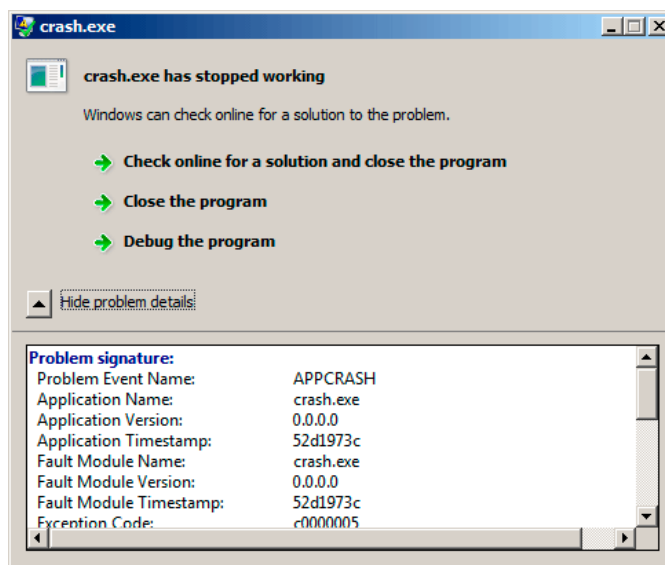 crash.exe
crash.exe has stopped working
Windows can check online for a solution to the problem.
Check online for a solution and close the program
Close the program
Debug the program
Hide problem details
Problem signature:
Problem Event Name: APPCRASH
Application Name: crash.exe
Application Version: 0.0.0.0
Application Timestamp: 52d1973c
Fault Module Name: crash.exe
Fault Module Version: 0.0.0.0
Fault Module Timestamp: 52d1973c
Exception Code: c0000005